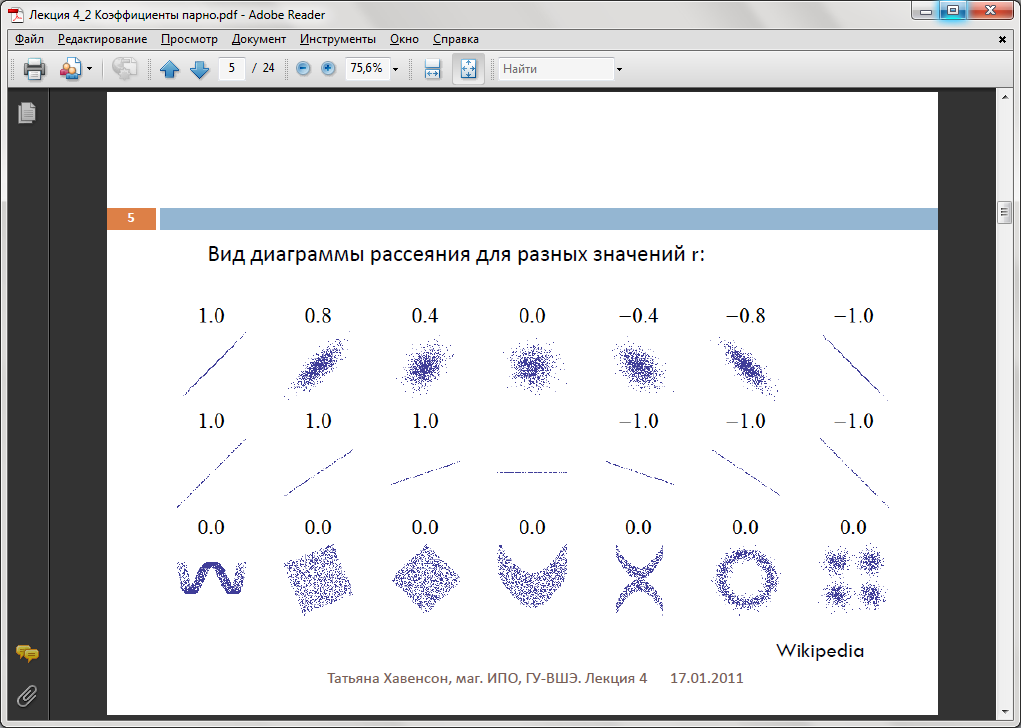 Лекция 4_2 Коэффициенты парно.pdf - Adobe Reader
Файл Редактирование Просмотр Документ Инструменты Окно Справка
5 / 24 75,6% Найти
5
Вид диаграммы рассеяния для разных значений r:
1.0 0.8 0.4 0.0 −0.4 −0.8 −1.0
1.0 1.0 1.0 −1.0 −1.0 −1.0
0.0 0.0 0.0 0.0 0.0 0.0 0.0
Wikipedia
Татьяна Хавенсон, маг. ИПО, ГУ-ВШЭ. Лекция 4 17.01.2011